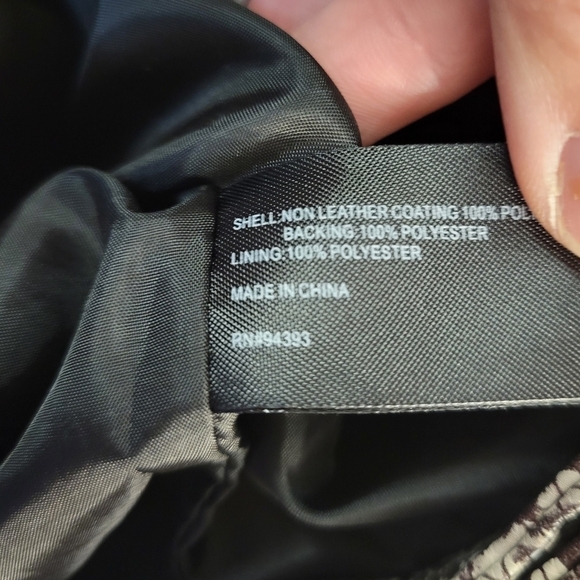 SHELL:NON LEATHER COATING 100% POL
BACKING:100% POLYESTER
LINING:100% POLYESTER
MADE IN CHINA
RN#94393